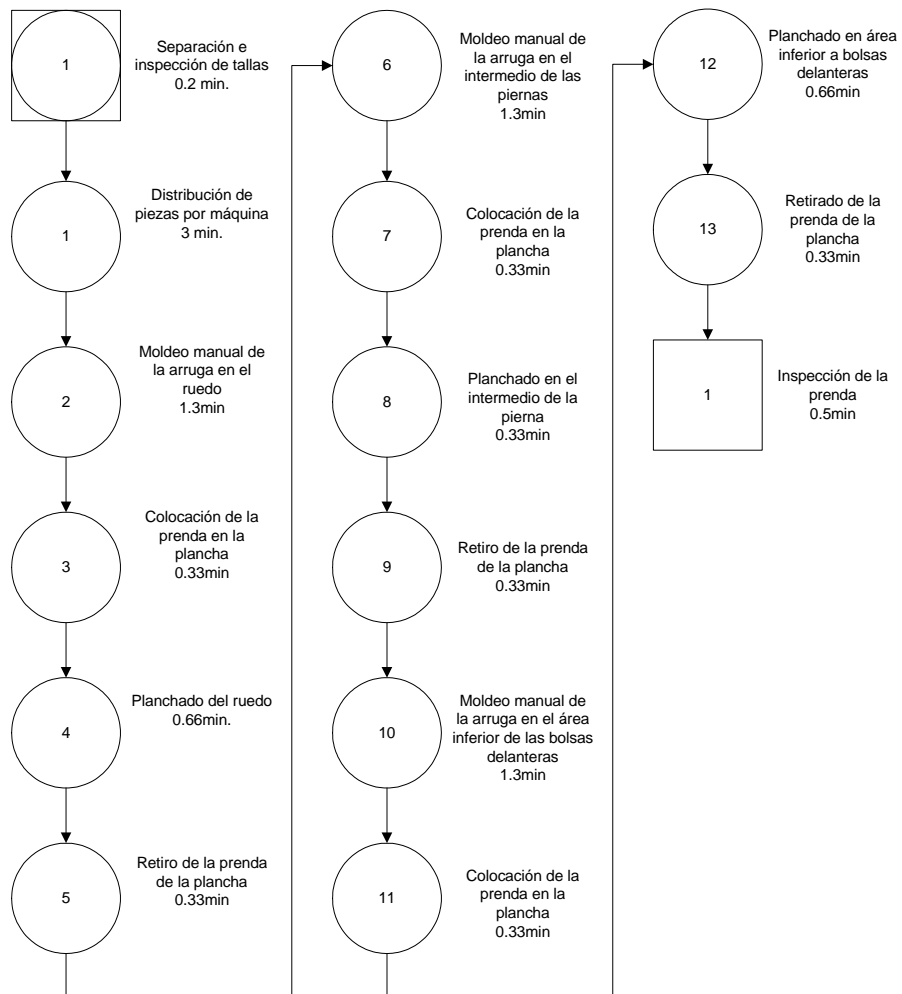 1
Separación e
inspección de tallas
0.2 min.
1
Distribución de
piezas por máquina
3 min.
2
Moldeo manual de
la arruga en el
ruedo
1.3min
3
Colocación de la
prenda en la
plancha
0.33min
4
Planchado del ruedo
0.66min.
5
Retiro de la prenda
de la plancha
0.33min
6
Moldeo manual de
la arruga en el
intermedio de las
piernas
1.3min
7
Colocación de la
prenda en la
plancha
0.33min
8
Planchado en el
intermedio de la
pierna
0.33min
9
Retiro de la prenda
de la plancha
0.33min
10
Moldeo manual de
la arruga en el área
inferior de las bolsas
delanteras
1.3min
11
Colocación de la
prenda en la
plancha
0.33min
12
Planchado en área
inferior a bolsas
delanteras
0.66min
13
Retirado de la
prenda de la
plancha
0.33min
1
Inspección de la
prenda
0.5min